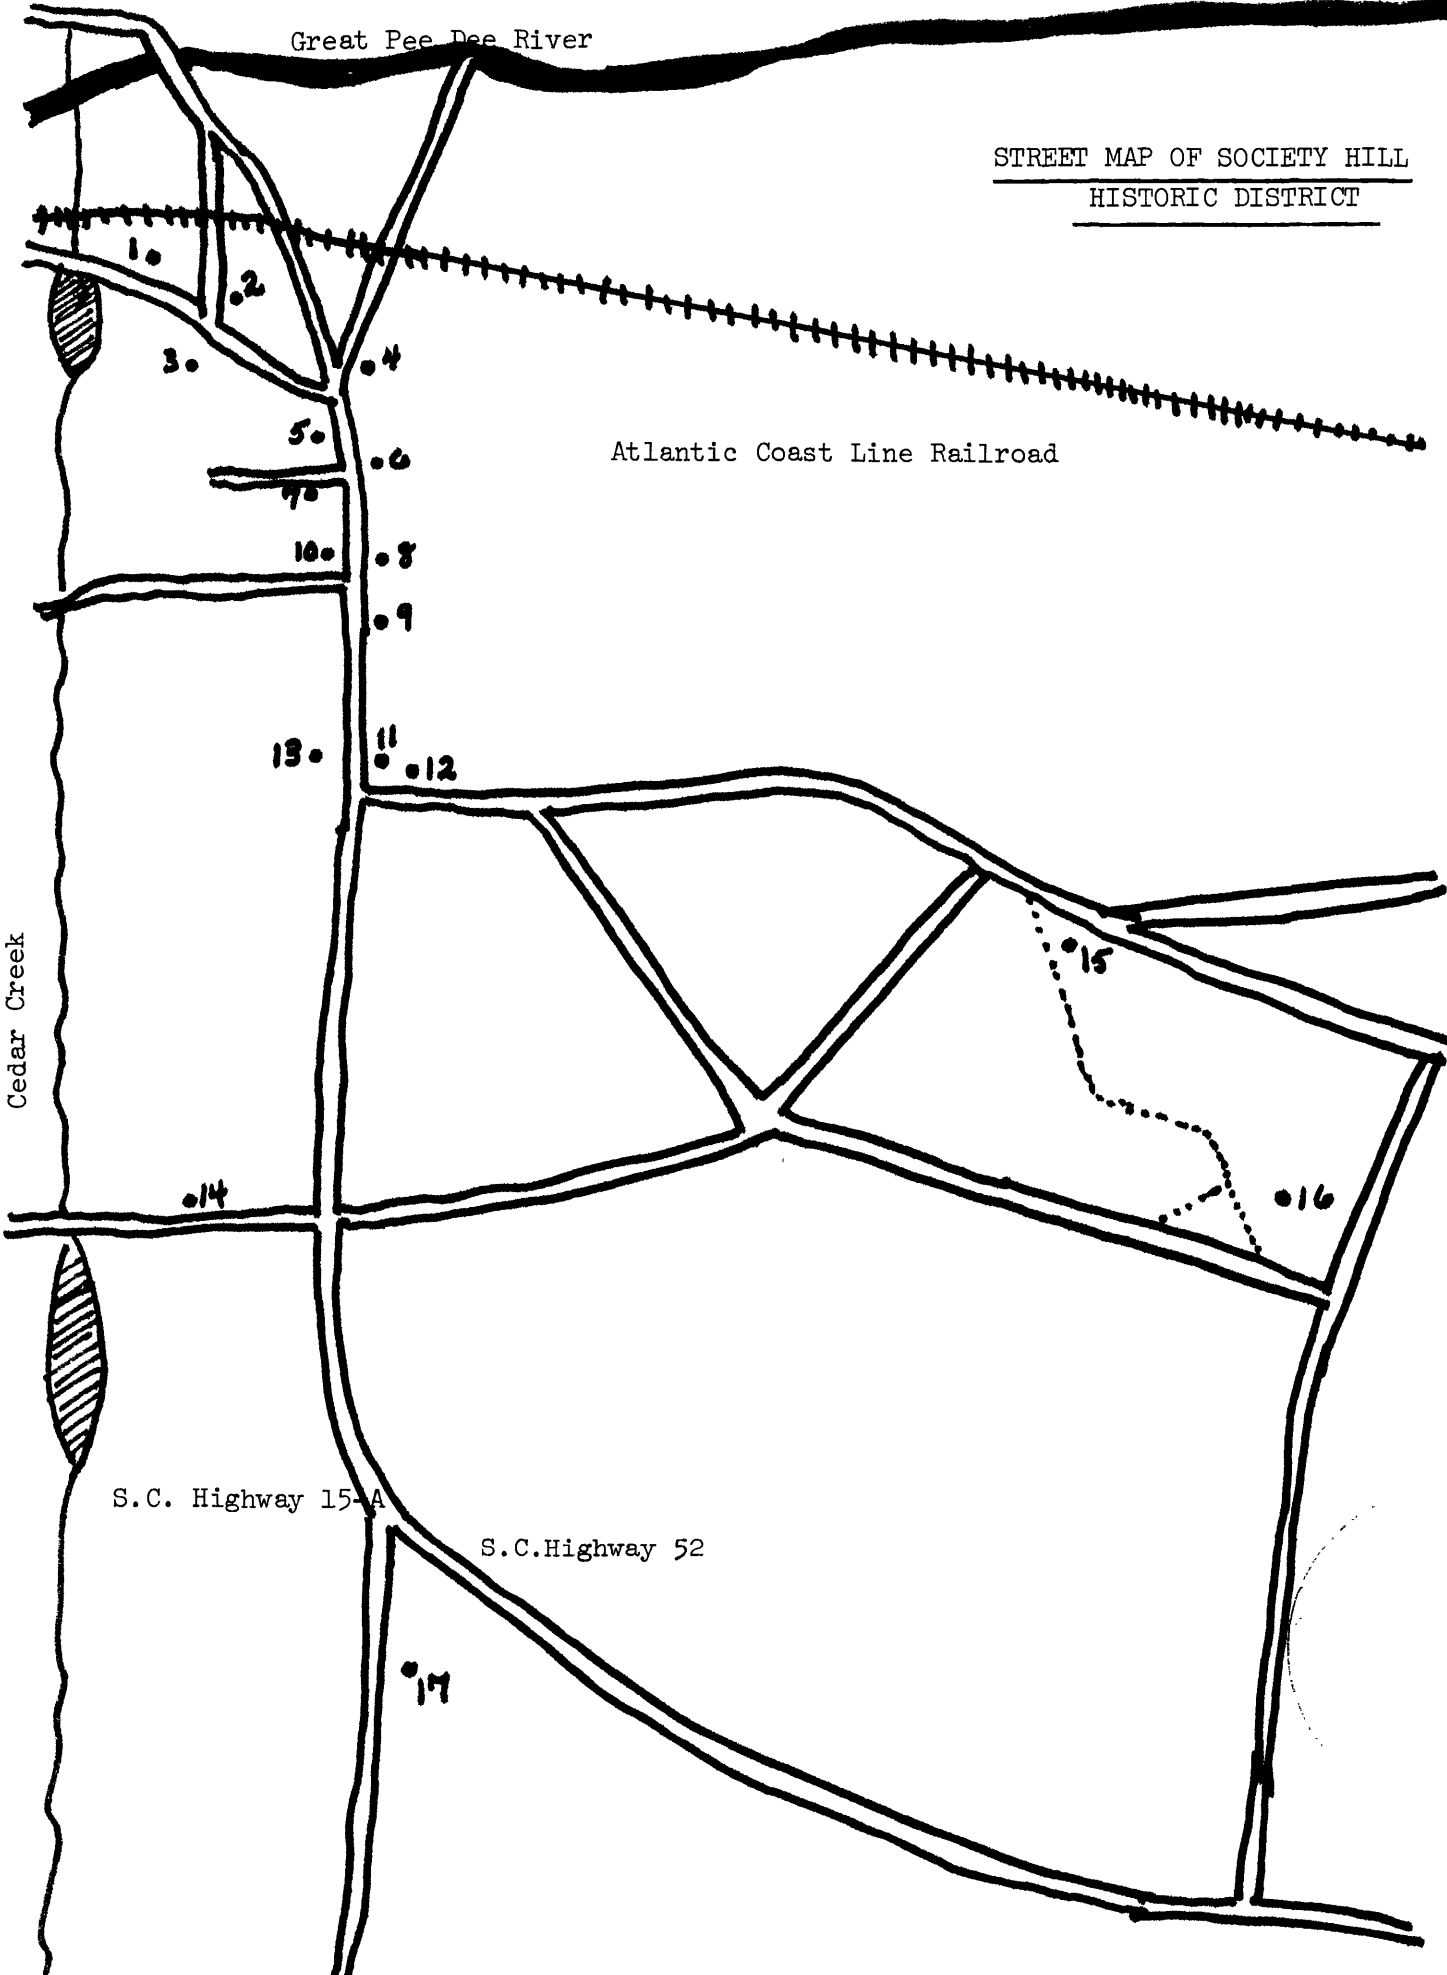 Great Pee Dee River
STREET MAP OF SOCIETY HILL
HISTORIC DISTRICT
1
2
3
4
Atlantic Coast Line Railroad
5
6
7
10
8
9
11
13
12
Cedar Creek
15
14
16
S.C. Highway 15-A
S.C.Highway 52
17